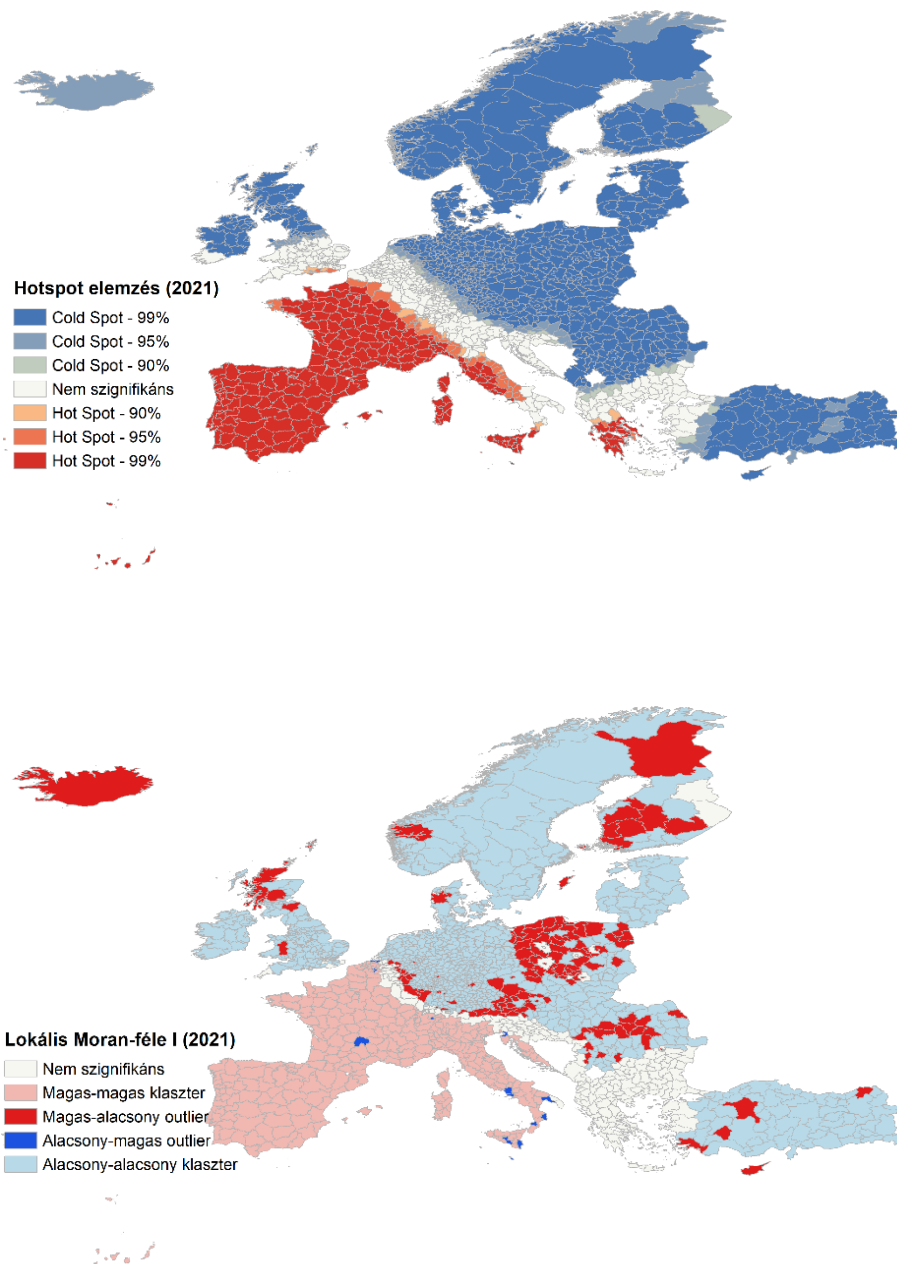 Hotspot elemzés (2021)
Cold Spot - 99%
Cold Spot - 95%
Cold Spot - 90%
Nem szignifikáns
Hot Spot - 90%
Hot Spot - 95%
Hot Spot - 99%
Lokális Moran-féle I (2021)
Nem szignifikáns
Magas-magas klaszter
Magas-alacsony outlier
Alacsony-magas outlier
Alacsony-alacsony klaszter